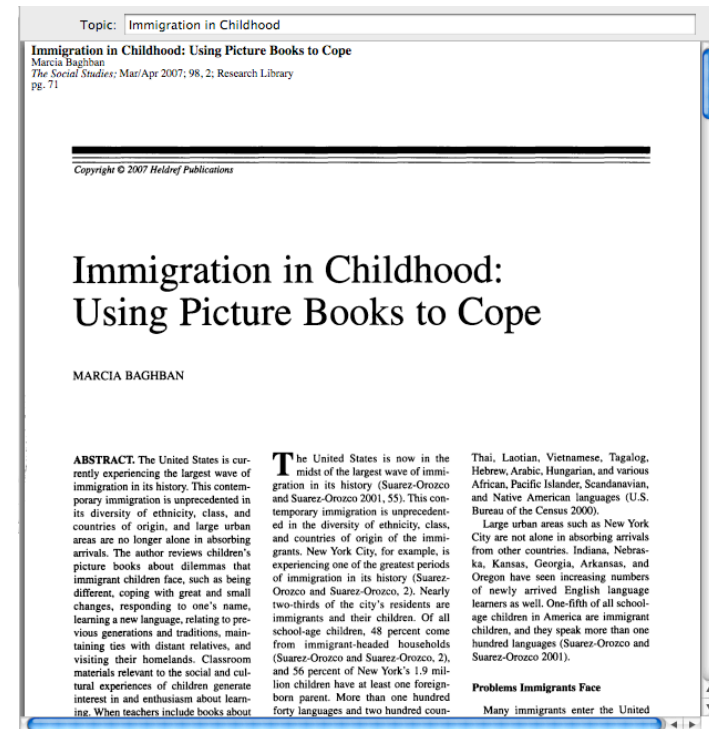 Topic: Immigration in Childhood
Immigration in Childhood: Using Picture Books to Cope
Marcia Baghban
The Social Studies; Mar/Apr 2007; 98, 2; Research Library
pg. 71
Copyright © 2007 Heldref Publications
Immigration in Childhood:
Using Picture Books to Cope
MARCIA BAGHBAN
ABSTRACT. The United States is cur-
rently experiencing the largest wave of
immigration in its history. This contem-
porary immigration is unprecedented in
its diversity of ethnicity, class, and
countries of origin, and large urban
areas are no longer alone in absorbing
arrivals. The author reviews children's
picture books about dilemmas that
immigrant children face, such as being
different, coping with great and small
changes, responding to one's name,
learning a new language, relating to pre-
vious generations and traditions, main-
taining ties with distant relatives, and
visiting their homelands. Classroom
materials relevant to the social and cul-
tural experiences of children generate
interest in and enthusiasm about learn-
ing. When teachers include books about
The United States is now in the
midst of the largest wave of immi-
gration in its history (Suarez-Orozco
and Suarez-Orozco 2001, 55). This con-
temporary immigration is unprecedent-
ed in the diversity of ethnicity, class,
and countries of origin of the immi-
grants. New York City, for example, is
experiencing one of the greatest periods
of immigration in its history (Suarez-
Orozco and Suarez-Orozco, 2). Nearly
two-thirds of the city's residents are
immigrants and their children. Of all
school-age children, 48 percent come
from immigrant-headed households
(Suarez-Orozco and Suarez-Orozco, 2),
and 56 percent of New York's 1.9 mil-
lion children have at least one foreign-
born parent. More than one hundred
forty languages and two hundred coun-
Thai, Laotian, Vietnamese, Tagalog,
Hebrew, Arabic, Hungarian, and various
African, Pacific Islander, Scandanavian,
and Native American languages (U.S.
Bureau of the Census 2000).
Large urban areas such as New York
City are not alone in absorbing arrivals
from other countries. Indiana, Nebras-
ka, Kansas, Georgia, Arkansas, and
Oregon have seen increasing numbers
of newly arrived English language
learners as well. One-fifth of all school-
age children in America are immigrant
children, and they speak more than one
hundred languages (Suarez-Orozco and
Suarez-Orozco 2001).
Problems Immigrants Face
Many immigrants enter the United